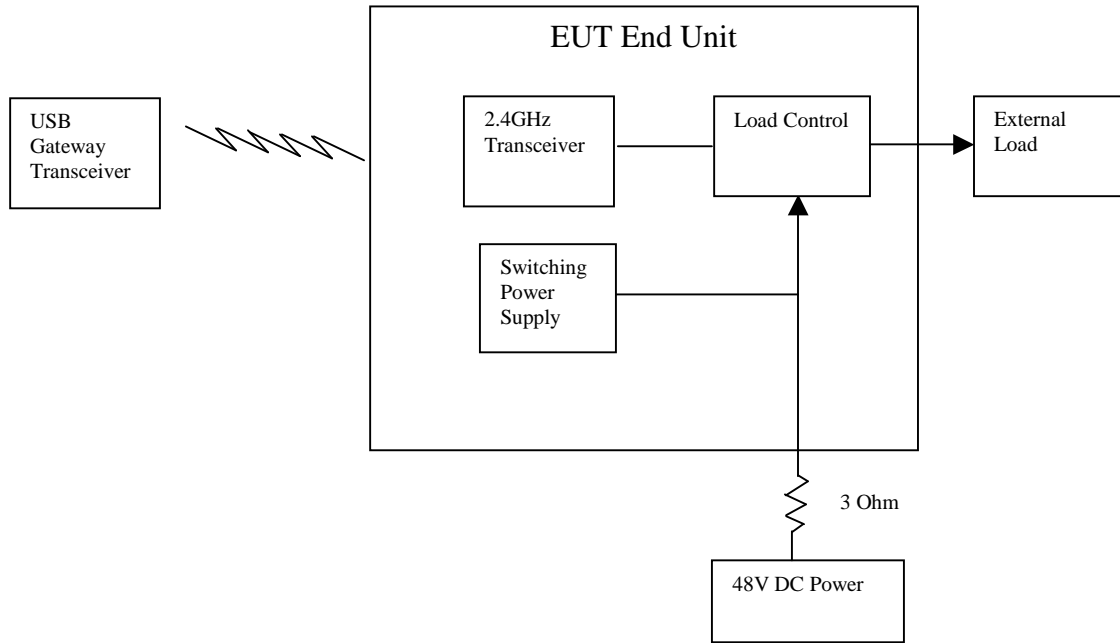 EUT End Unit
USB
Gateway
Transceiver
2.4GHz
Transceiver
Load Control
External
Load
Switching
Power
Supply
3 Ohm
48V DC Power